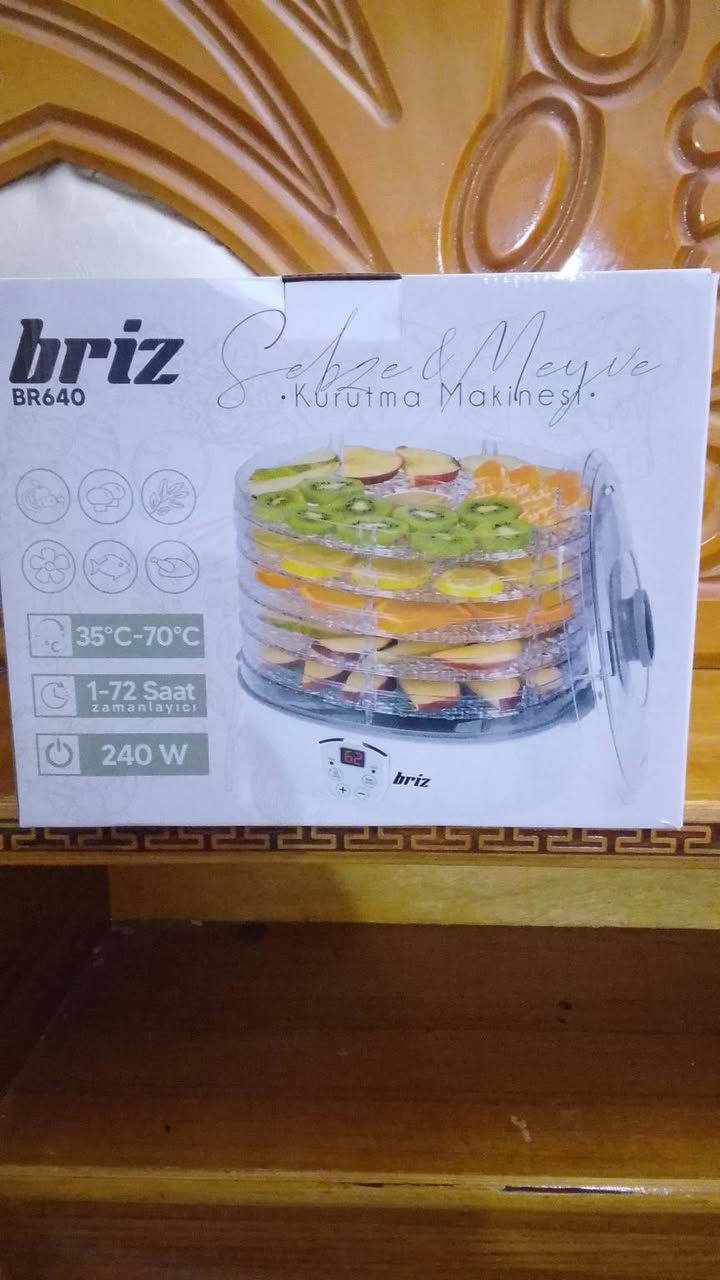 briz
BR640
Sebze & Meyve
•Kurutma Makinesi•
°C
35°C-70°C
1-72 Saat
zamanlayıcı
240 W
62
+ -
briz